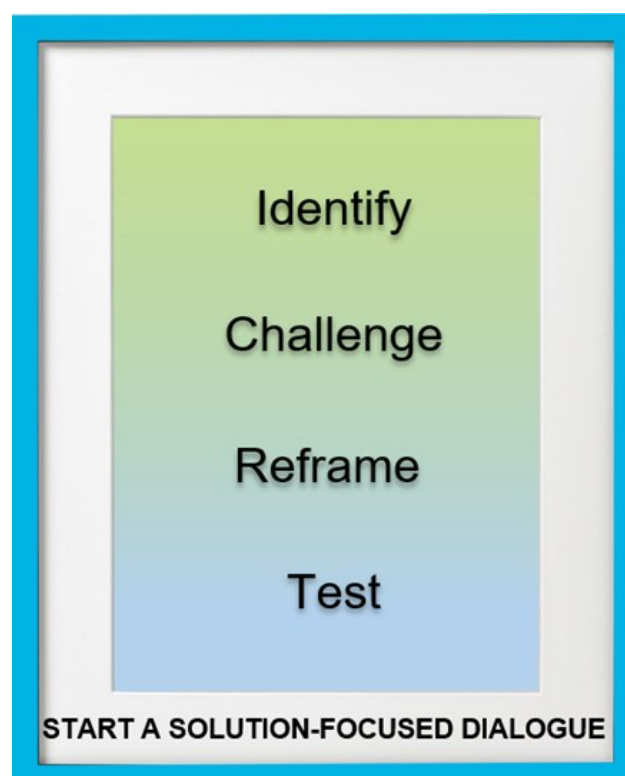 Identify
Challenge
Reframe
Test
START A SOLUTION-FOCUSED DIALOGUE